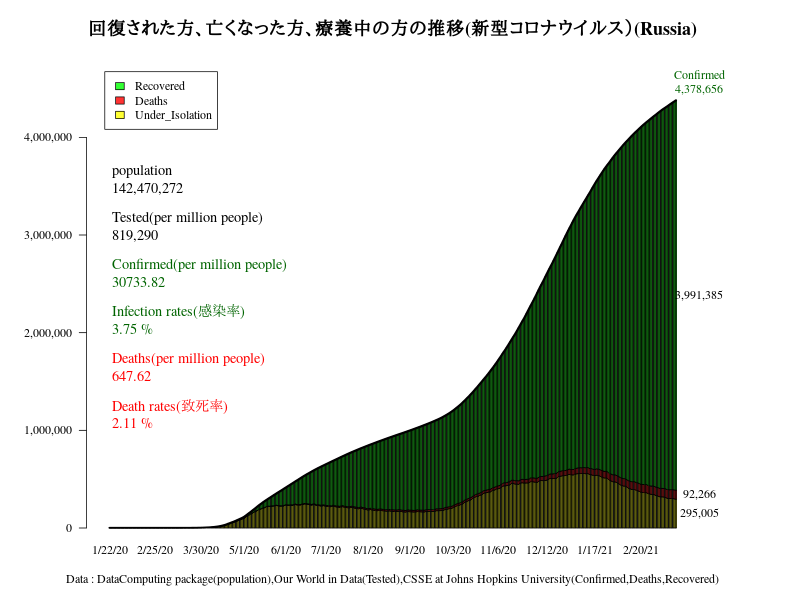 回復された方、亡くなった方、療養中の方の推移(新型コロナウイルス)(Russia)
Confirmed
4,378,656
Recovered
Deaths
Under_Isolation
4,000,000
3,000,000
2,000,000
1,000,000
0
population
142,470,272
Tested(per million people)
819,290
Confirmed(per million people)
30733.82
Infection rates(感染率)
3.75 %
Deaths(per million people)
647.62
Death rates(致死率)
2.11 %
3,991,385
92,266
295,005
1/22/20 2/25/20 3/30/20 5/1/20 6/1/20 7/1/20 8/1/20 9/1/20 10/3/20 11/6/20 12/12/20 1/17/21 2/20/21
Data : DataComputing package(population),Our World in Data(Tested),CSSE at Johns Hopkins University(Confirmed,Deaths,Recovered)